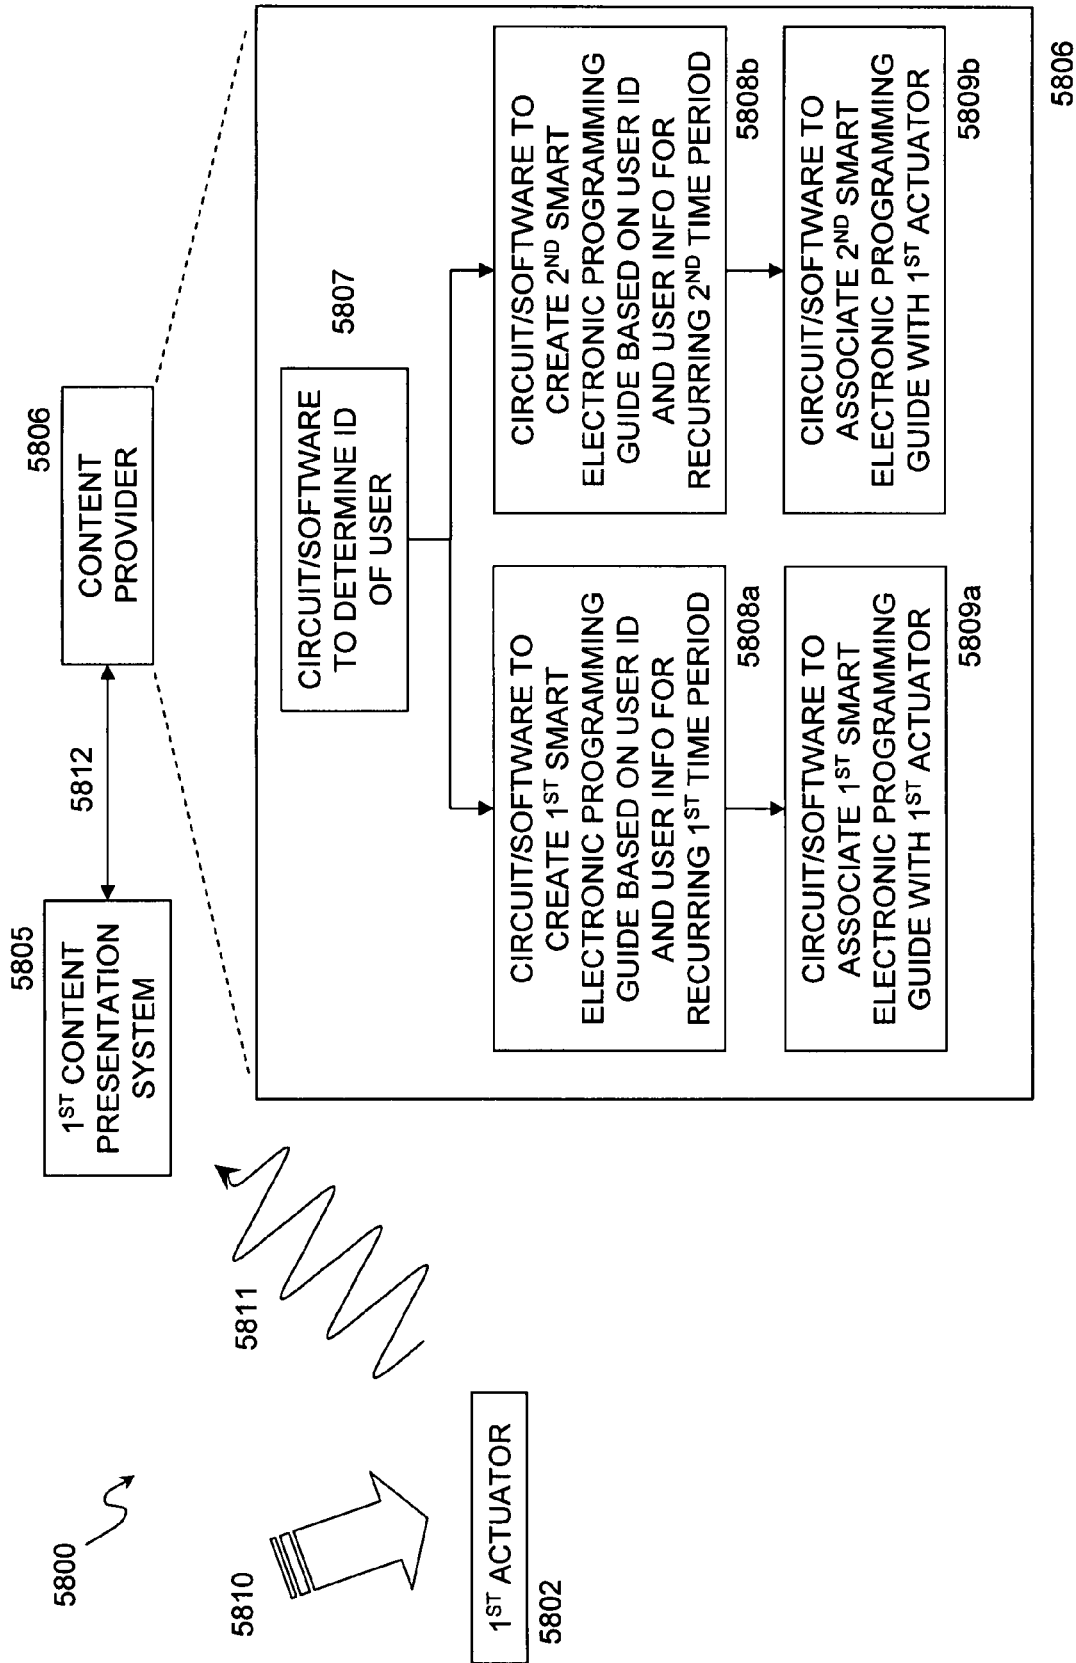 5800
5810
1ST ACTUATOR
5802
5811
5805
1ST CONTENT
PRESENTATION
SYSTEM
5812
5806
CONTENT
PROVIDER
5807
CIRCUIT/SOFTWARE
TO DETERMINE ID
OF USER
CIRCUIT/SOFTWARE TO
CREATE 1ST SMART
ELECTRONIC PROGRAMMING
GUIDE BASED ON USER ID
AND USER INFO FOR
RECURRING 1ST TIME PERIOD
5808a
CIRCUIT/SOFTWARE TO
ASSOCIATE 1ST SMART
ELECTRONIC PROGRAMMING
GUIDE WITH 1ST ACTUATOR
5809a
CIRCUIT/SOFTWARE TO
CREATE 2ND SMART
ELECTRONIC PROGRAMMING
GUIDE BASED ON USER ID
AND USER INFO FOR
RECURRING 2ND TIME PERIOD
5808b
CIRCUIT/SOFTWARE TO
ASSOCIATE 2ND SMART
ELECTRONIC PROGRAMMING
GUIDE WITH 1ST ACTUATOR
5809b
5806